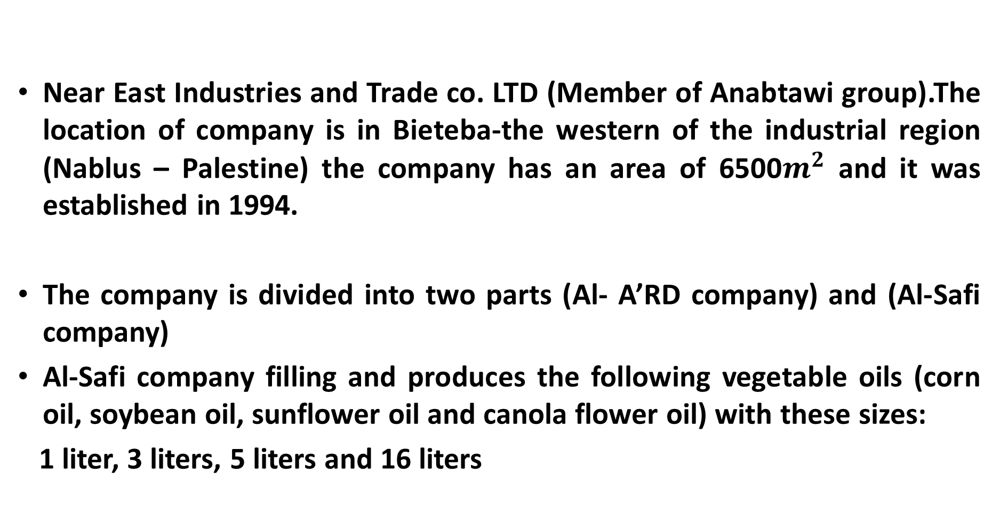 • Near East Industries and Trade co. LTD (Member of Anabtawi group).The
location of company is in Bieteba-the western of the industrial region
(Nablus – Palestine) the company has an area of 6500m² and it was
established in 1994.
• The company is divided into two parts (Al- A’RD company) and (Al-Safi
company)
• Al-Safi company filling and produces the following vegetable oils (corn
oil, soybean oil, sunflower oil and canola flower oil) with these sizes:
1 liter, 3 liters, 5 liters and 16 liters